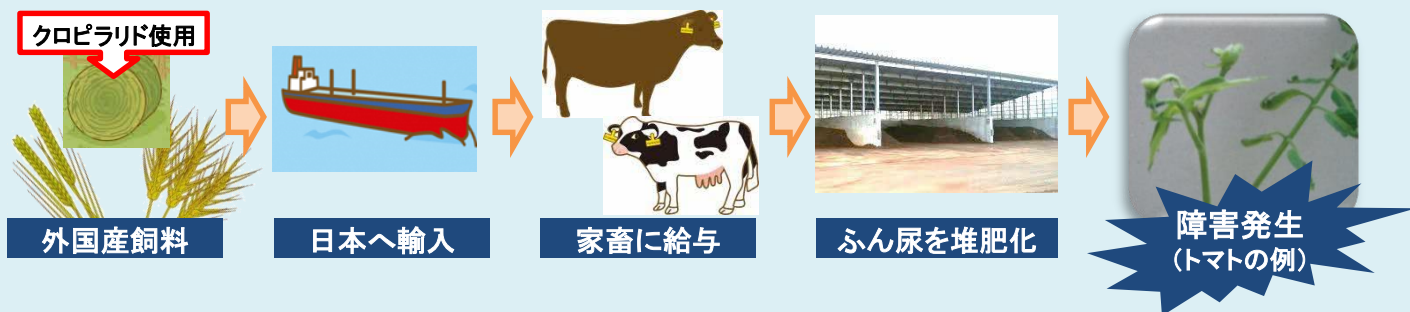 クロピラリド使用
外国産飼料
日本へ輸入
家畜に給与
ふん尿を堆肥化
障害発生
（トマトの例）